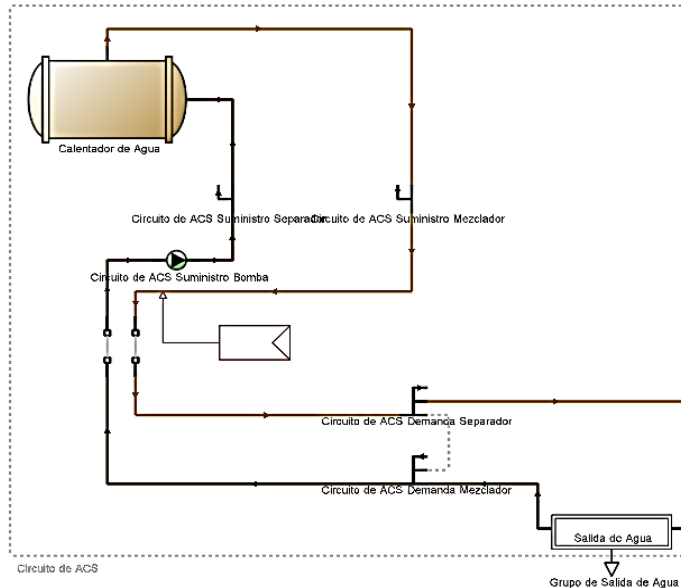 Calentador de Agua
Circuito de ACS Suministro Separador
Circuito de ACS Suministro Mezclador
Circuito de ACS Suministro Bomba
Circuito de ACS Demanda Separador
Circuito de ACS Demanda Mezclador
Salida de Agua
Circuito de ACS
Grupo de Salida de Agua